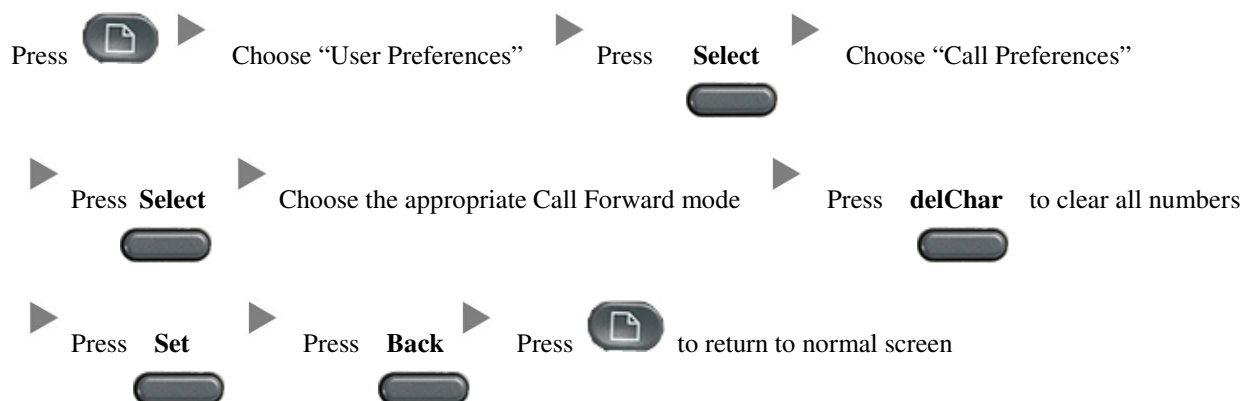 Press Choose “User Preferences” Press Select Choose “Call Preferences”
Press Select Choose the appropriate Call Forward mode Press delChar to clear all numbers
Press Set Press Back Press to return to normal screen